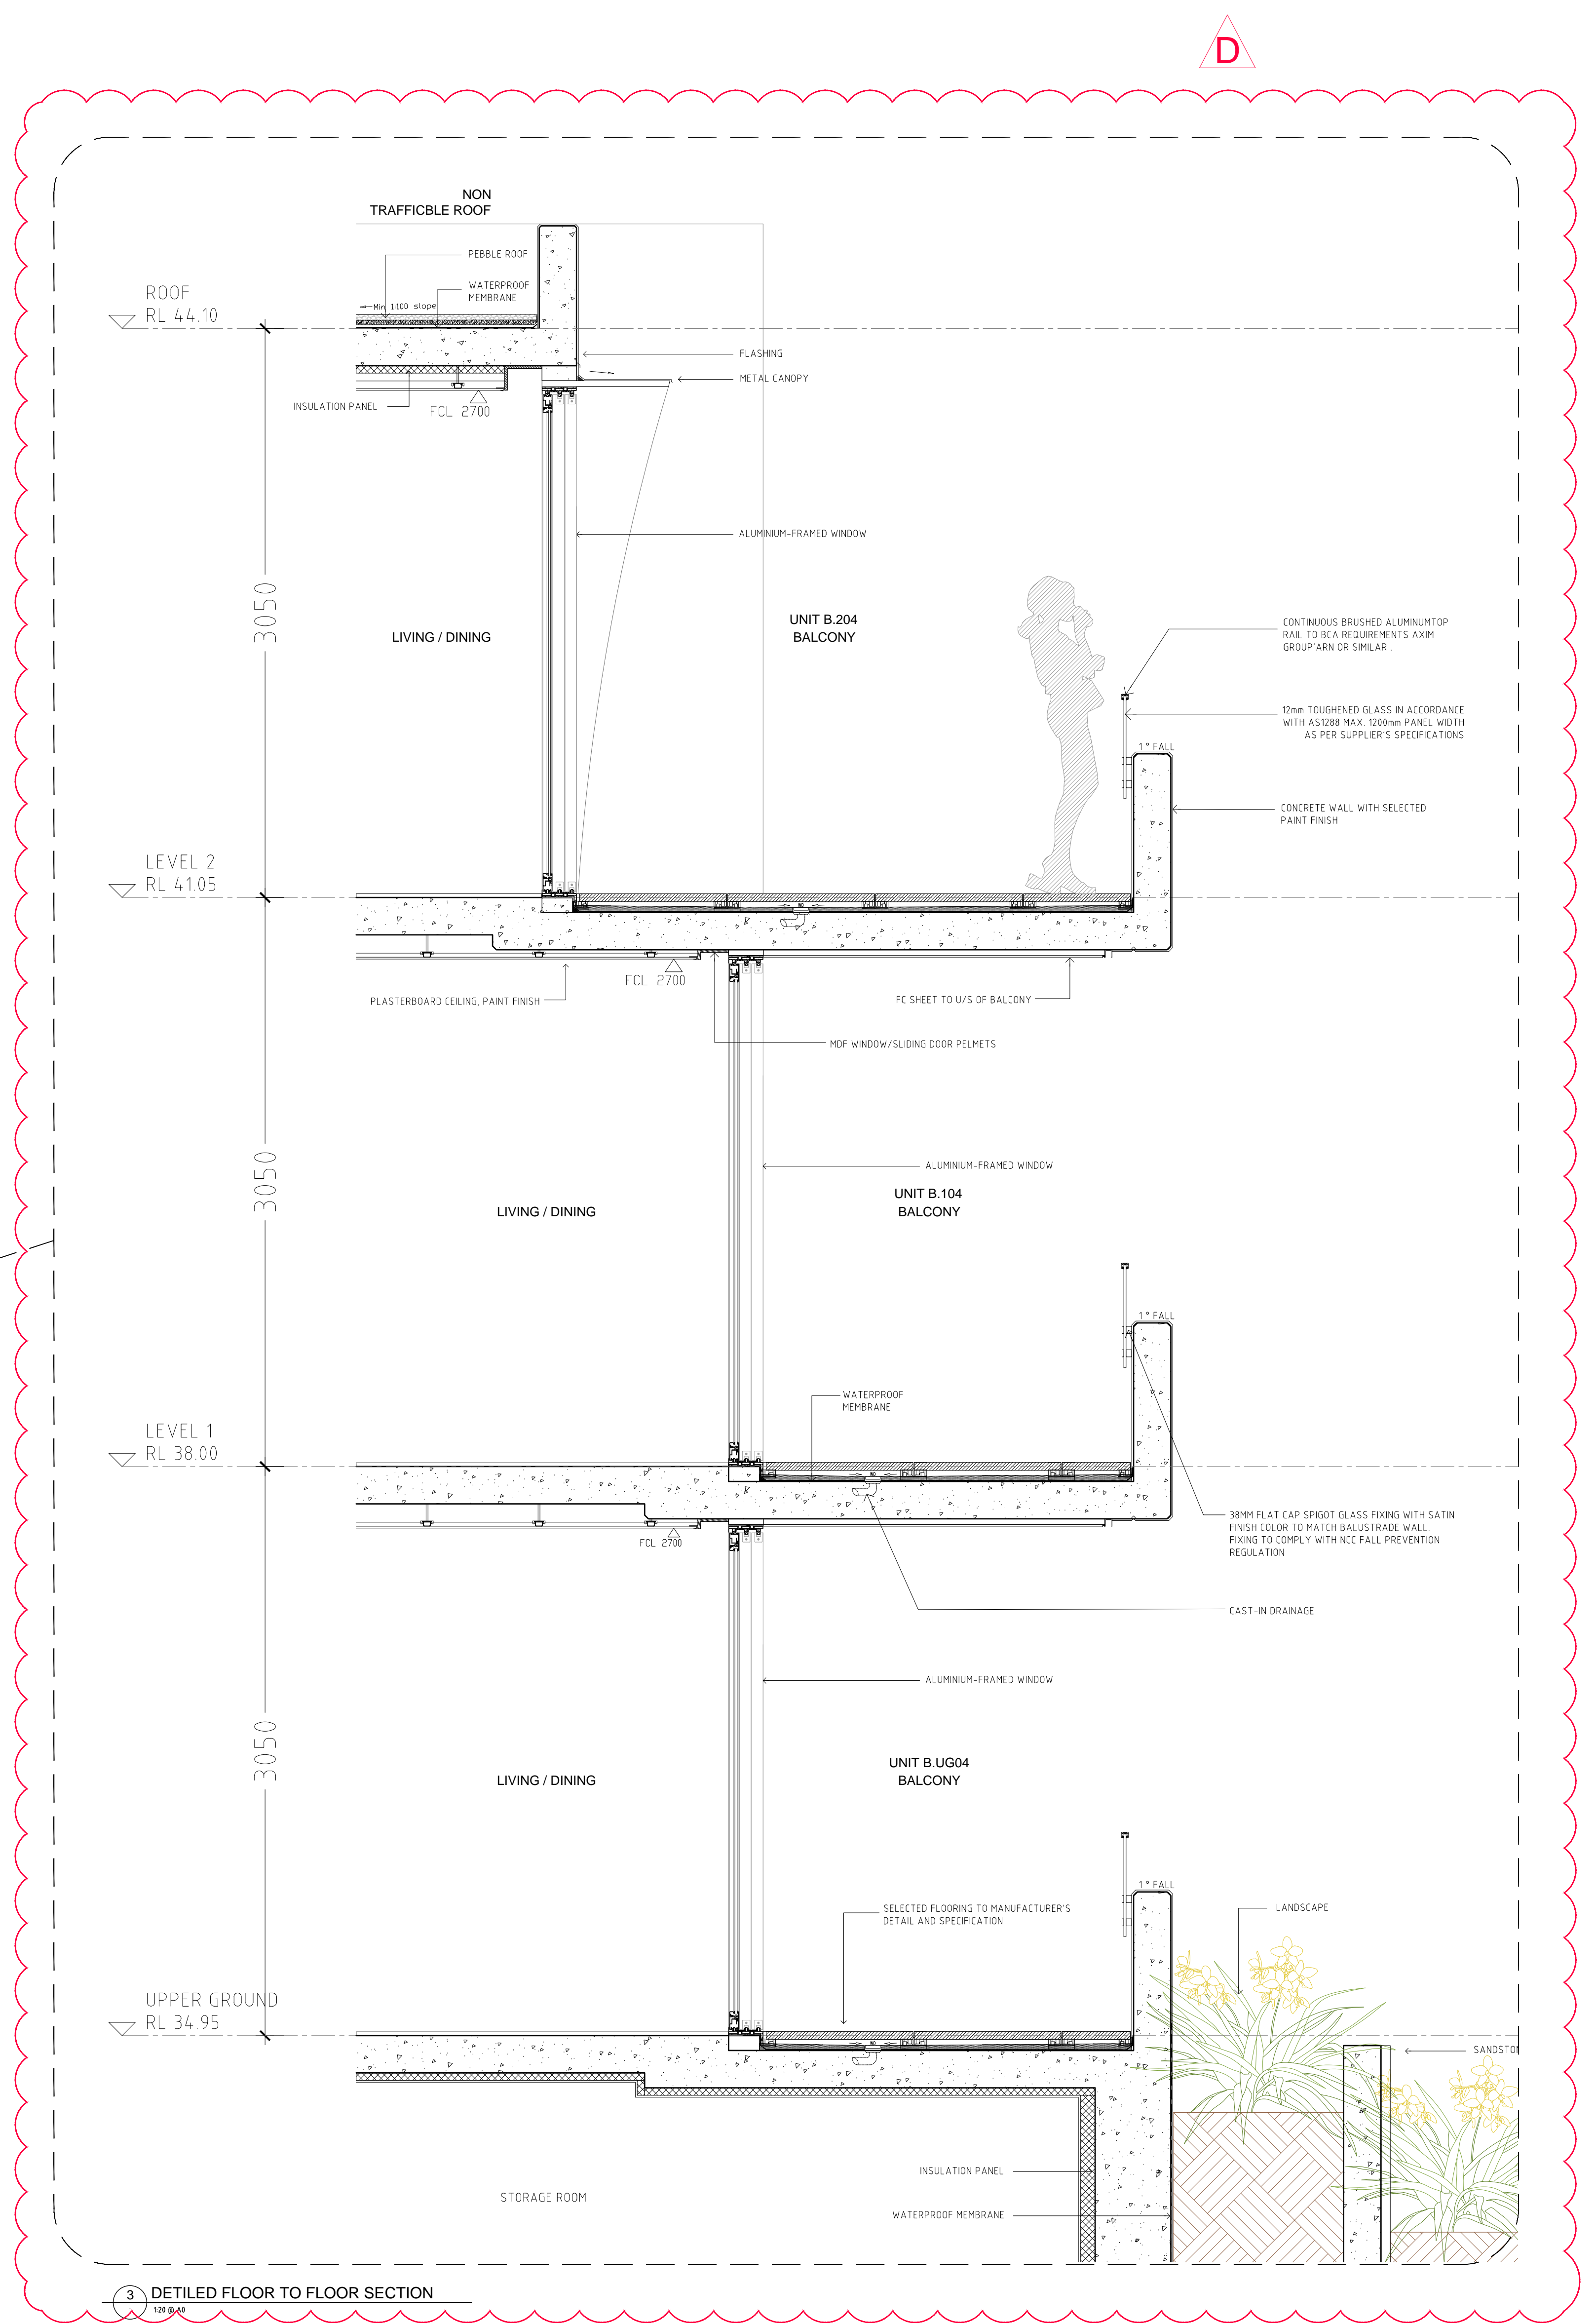 D
NON
TRAFFICBLE ROOF
PEBBLE ROOF
WATERPROOF
MEMBRANE
Min 1:100 slope
ROOF
RL 44.10
FLASHING
METAL CANOPY
INSULATION PANEL
FCL 2700
ALUMINIUM-FRAMED WINDOW
3050
LIVING / DINING
UNIT B.204
BALCONY
CONTINUOUS BRUSHED ALUMINUMTOP
RAIL TO BCA REQUIREMENTS AXIM
GROUP'ARN OR SIMILAR .
12mm TOUGHENED GLASS IN ACCORDANCE
WITH AS1288 MAX. 1200mm PANEL WIDTH
AS PER SUPPLIER'S SPECIFICATIONS
1° FALL
CONCRETE WALL WITH SELECTED
PAINT FINISH
LEVEL 2
RL 41.05
FCL 2700
PLASTERBOARD CEILING, PAINT FINISH
FC SHEET TO U/S OF BALCONY
MDF WINDOW/SLIDING DOOR PELMETS
3050
ALUMINIUM-FRAMED WINDOW
LIVING / DINING
UNIT B.104
BALCONY
1° FALL
WATERPROOF
MEMBRANE
LEVEL 1
RL 38.00
FCL 2700
38MM FLAT CAP SPIGOT GLASS FIXING WITH SATIN
FINISH COLOR TO MATCH BALUSTRADE WALL.
FIXING TO COMPLY WITH NCC FALL PREVENTION
REGULATION
CAST-IN DRAINAGE
ALUMINIUM-FRAMED WINDOW
3050
LIVING / DINING
UNIT B.UG04
BALCONY
1° FALL
SELECTED FLOORING TO MANUFACTURER'S
DETAIL AND SPECIFICATION
LANDSCAPE
UPPER GROUND
RL 34.95
SANDSTO
INSULATION PANEL
STORAGE ROOM
WATERPROOF MEMBRANE
3
DETILED FLOOR TO FLOOR SECTION
1:20 @ A0